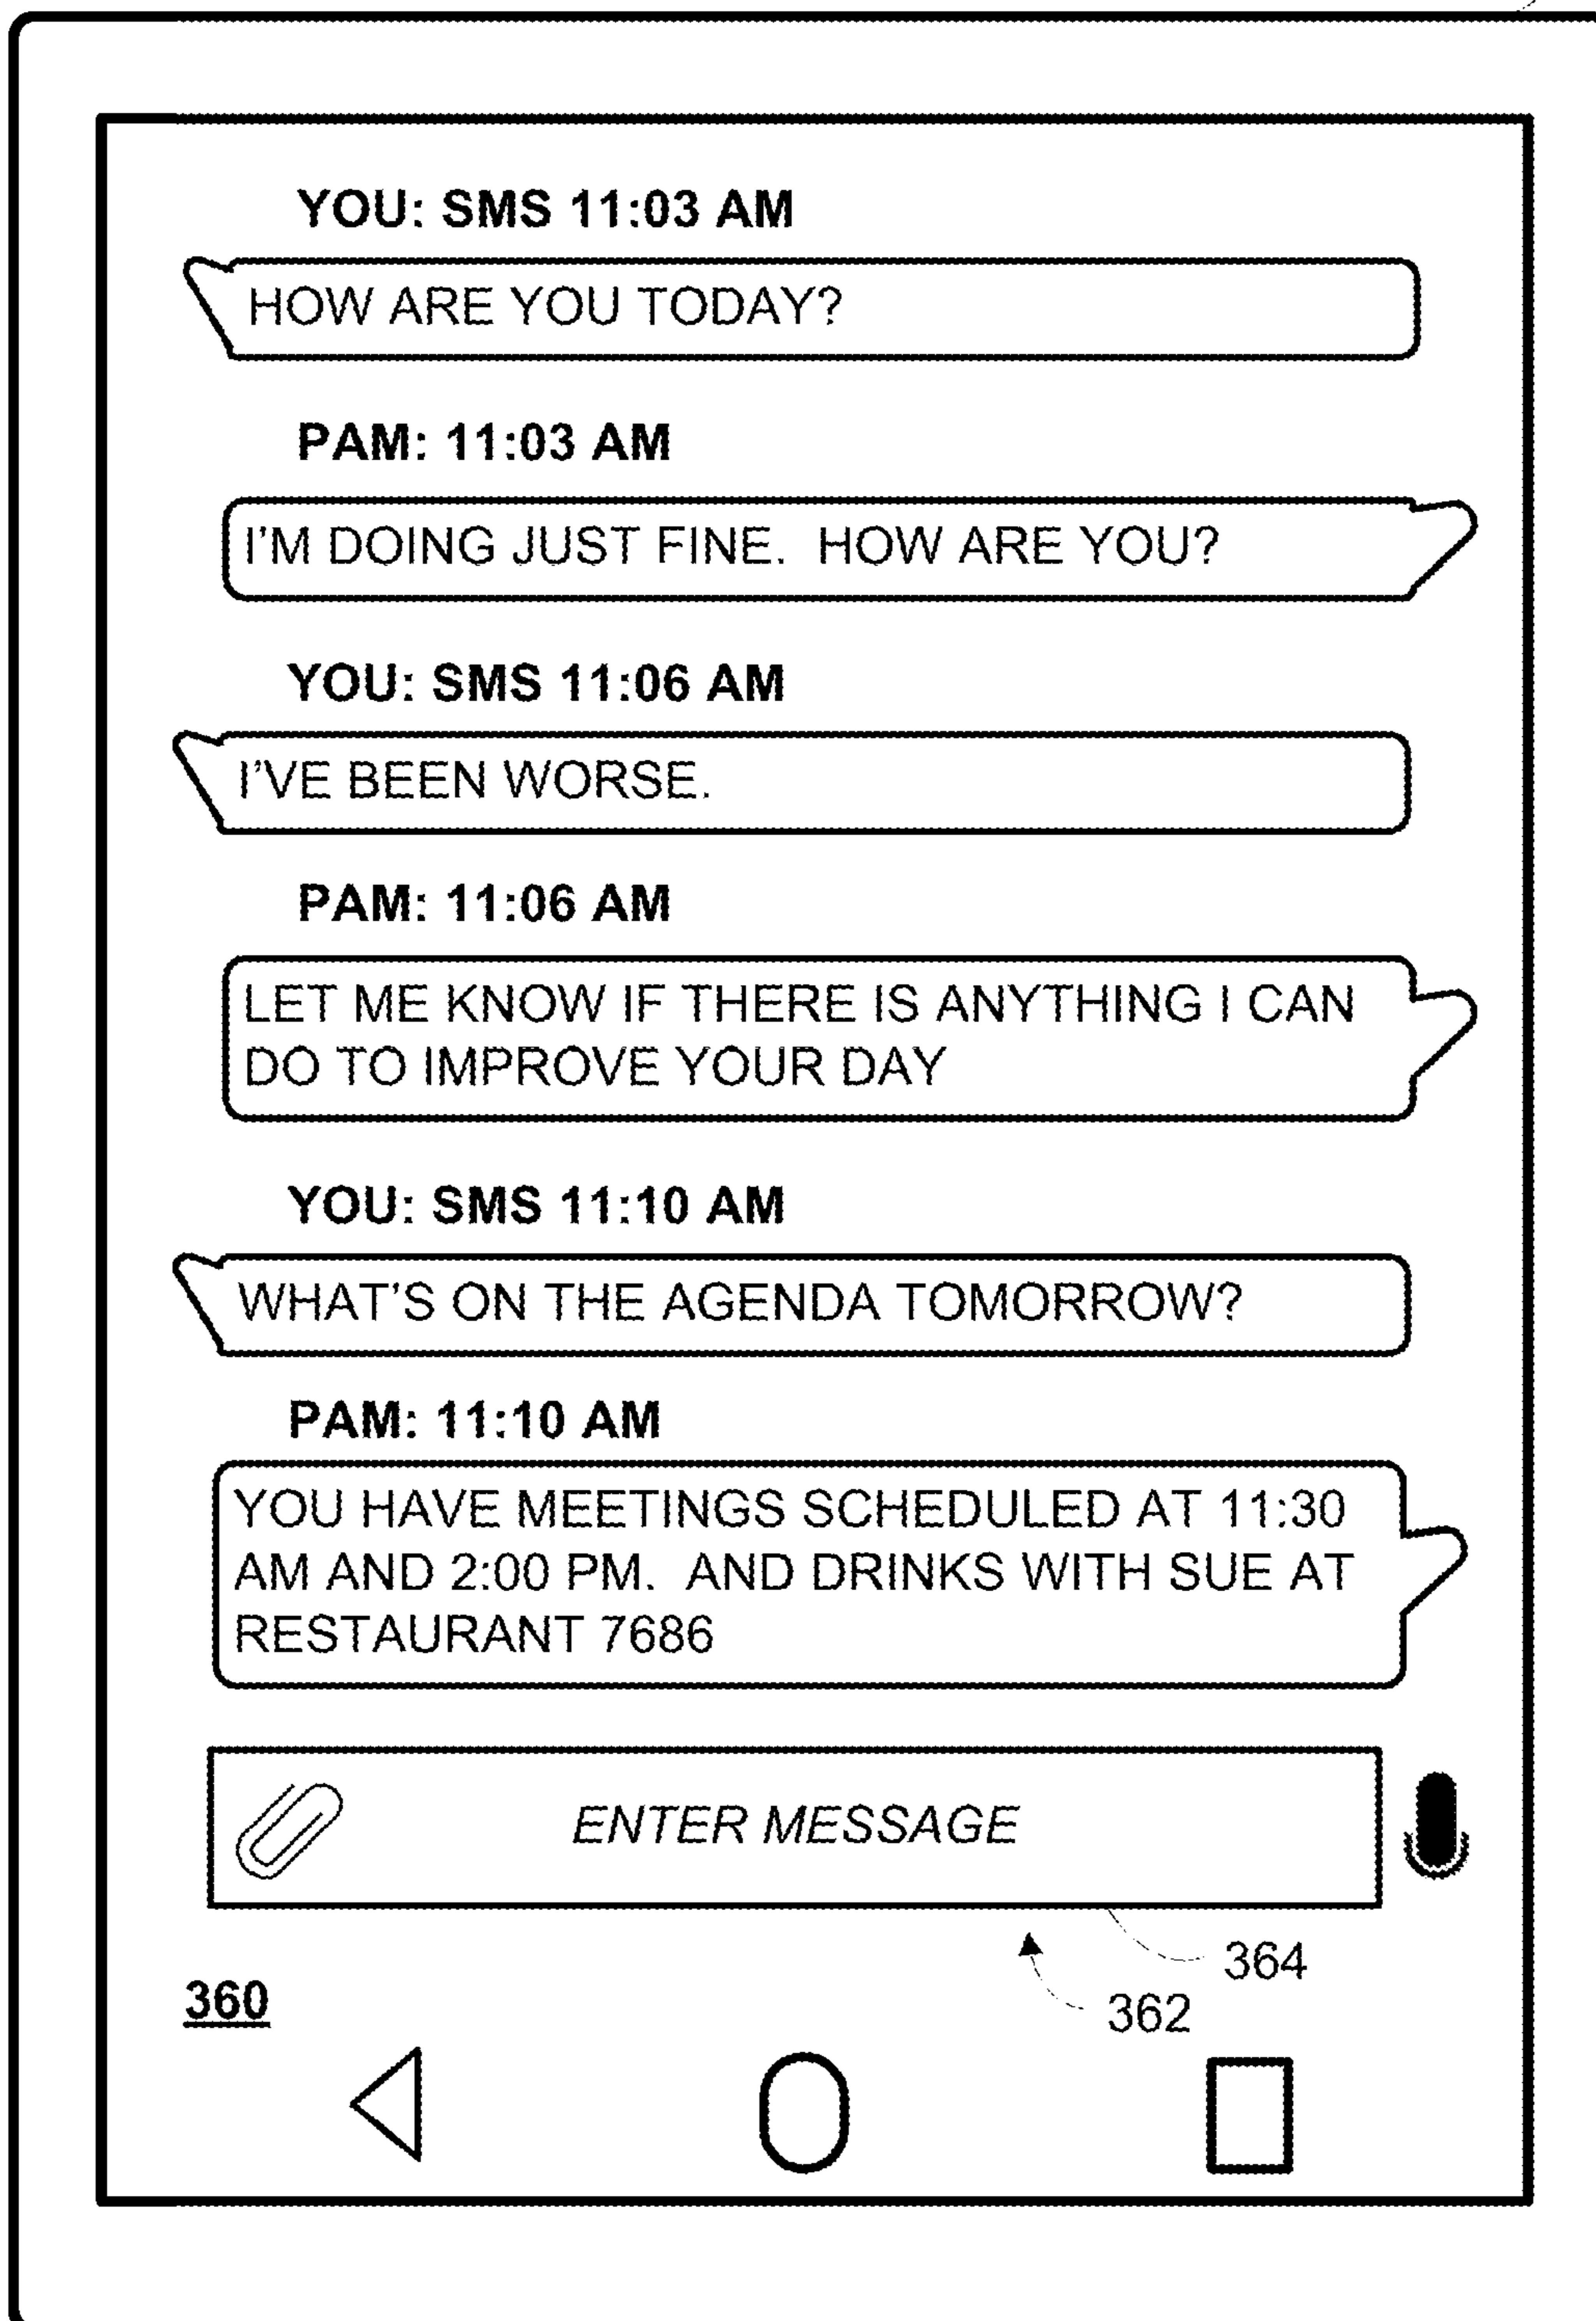 YOU: SMS 11:03 AM
HOW ARE YOU TODAY?
PAM: 11:03 AM
I'M DOING JUST FINE.  HOW ARE YOU?
YOU: SMS 11:06 AM
I'VE BEEN WORSE.
PAM: 11:06 AM
LET ME KNOW IF THERE IS ANYTHING I CAN
DO TO IMPROVE YOUR DAY
YOU: SMS 11:10 AM
WHAT'S ON THE AGENDA TOMORROW?
PAM: 11:10 AM
YOU HAVE MEETINGS SCHEDULED AT 11:30
AM AND 2:00 PM.  AND DRINKS WITH SUE AT
RESTAURANT 7686
ENTER MESSAGE
364
360
362